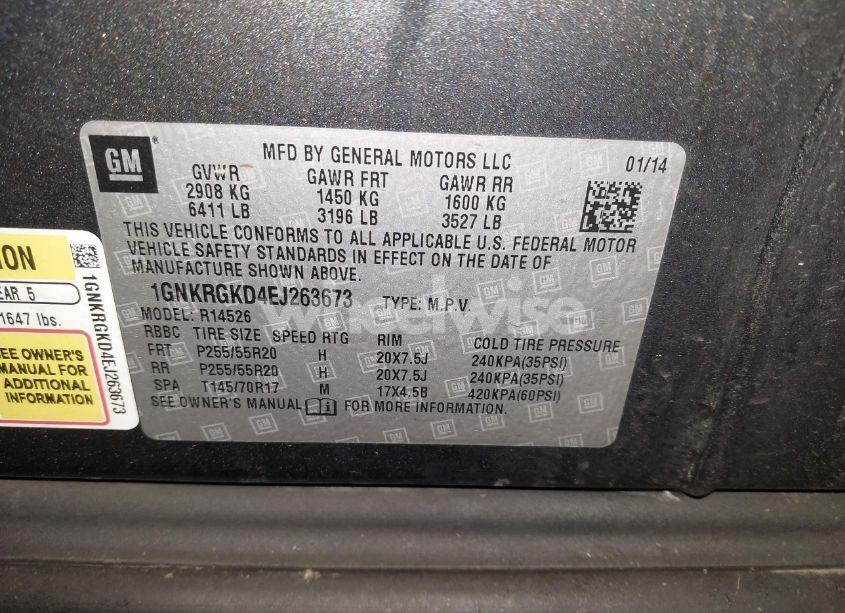 GM
MFD BY GENERAL MOTORS LLC
01/14
GVWR GAWR FRT GAWR RR
2908 KG 1450 KG 1600 KG
6411 LB 3196 LB 3527 LB
THIS VEHICLE CONFORMS TO ALL APPLICABLE U.S. FEDERAL MOTOR
VEHICLE SAFETY STANDARDS IN EFFECT ON THE DATE OF
MANUFACTURE SHOWN ABOVE.
1GNKRGKD4EJ263673 TYPE: M.P.V.
MODEL: R14526
RBBC TIRE SIZE SPEED RTG RIM COLD TIRE PRESSURE
FRT P255/55R20 H 20X7.5J 240KPA(35PSI)
RR P255/55R20 H 20X7.5J 240KPA(35PSI)
SPA T145/70R17 M 17X4.5B 420KPA(60PSI)
SEE OWNER'S MANUAL FOR MORE INFORMATION.
wheelwise
EAR 5
1647 lbs.
SEE OWNER'S
MANUAL FOR
ADDITIONAL
INFORMATION
1GNKRGKD4EJ263673